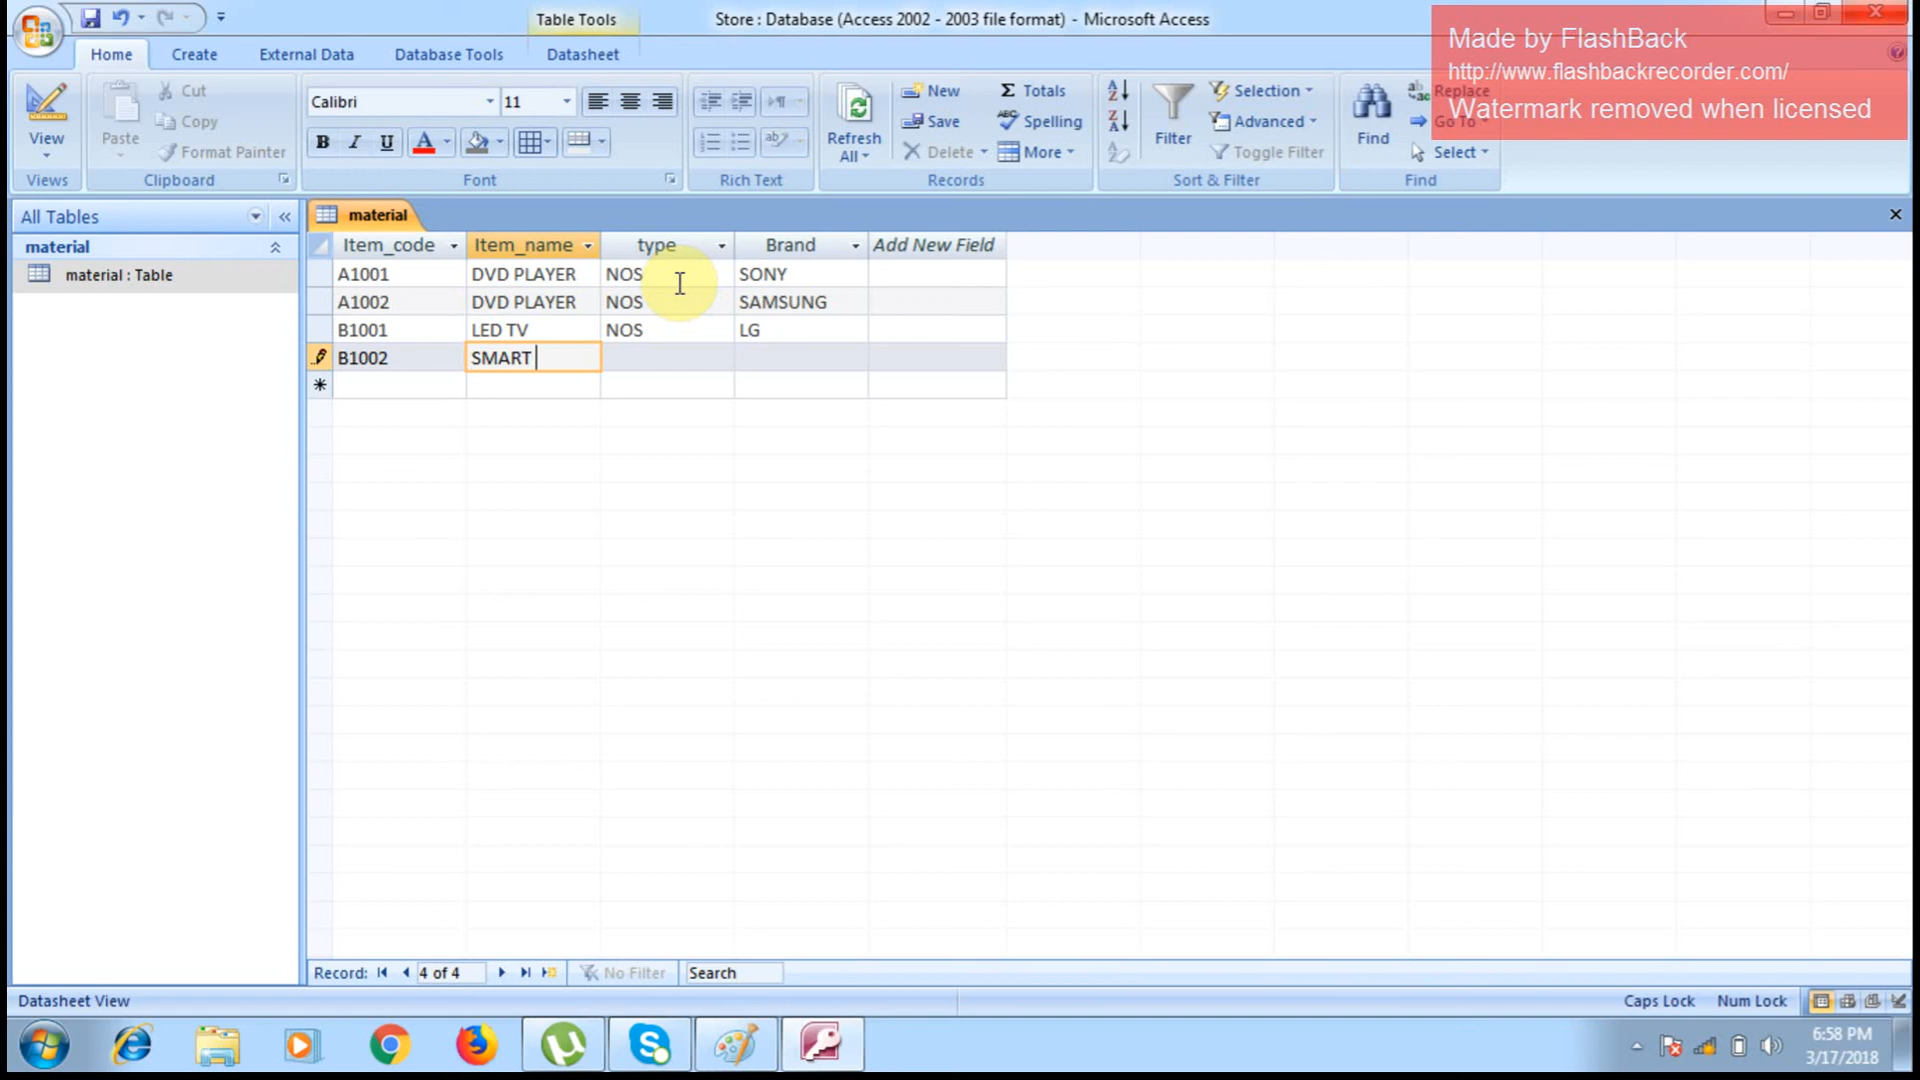 Table Tools
Store : Database (Access 2002 - 2003 file format) - Microsoft Access
Made by FlashBack
http://www.flashbackrecorder.com/
Watermark removed when licensed
Home Create External Data Database Tools Datasheet
View
Views
Paste
Cut
Copy
Format Painter
Clipboard
Calibri 11
B I U A
Font
Rich Text
Refresh All
New
Save
Delete
Totals
Spelling
More
Records
Filter
Selection
Advanced
Toggle Filter
Sort & Filter
Find
Replace
Go To
Select
Find
All Tables
material
material : Table
material
Item_code Item_name type Brand Add New Field
A1001 DVD PLAYER NOS SONY
A1002 DVD PLAYER NOS SAMSUNG
B1001 LED TV NOS LG
B1002 SMART
Record: 4 of 4 No Filter Search
Datasheet View
Caps Lock Num Lock
6:58 PM
3/17/2018